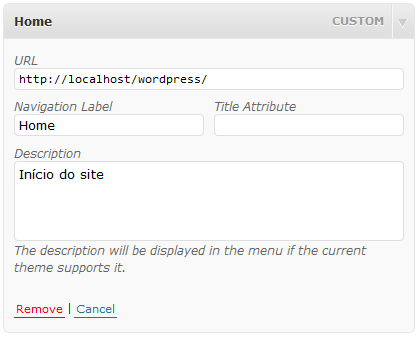 Home CUSTOM
URL
http://localhost/wordpress/
Navigation Label Title Attribute
Home
Description
Início do site
The description will be displayed in the menu if the current
theme supports it.
Remove | Cancel